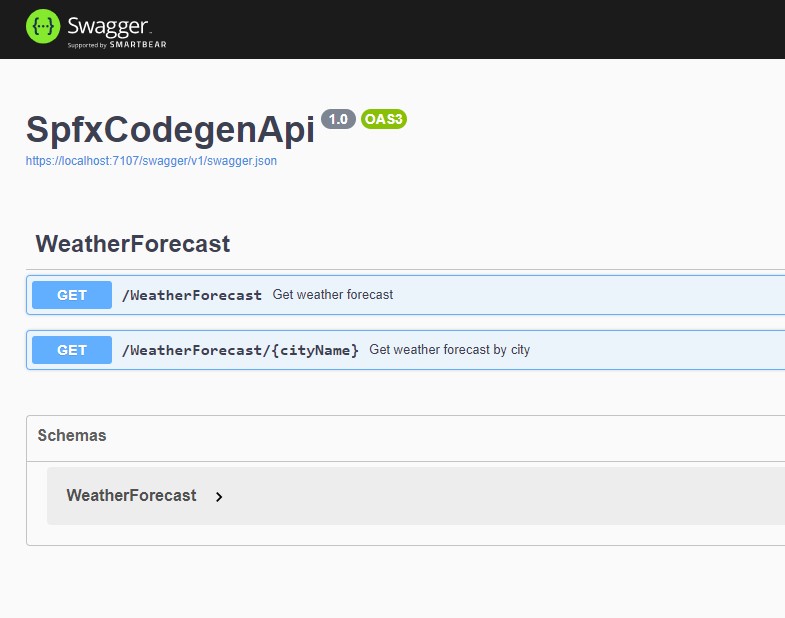 {···} Swagger
Supported by SMARTBEAR
SpfxCodegenApi 1.0 OAS3
https://localhost:7107/swagger/v1/swagger.json
WeatherForecast
GET /WeatherForecast Get weather forecast
GET /WeatherForecast/{cityName} Get weather forecast by city
Schemas
WeatherForecast